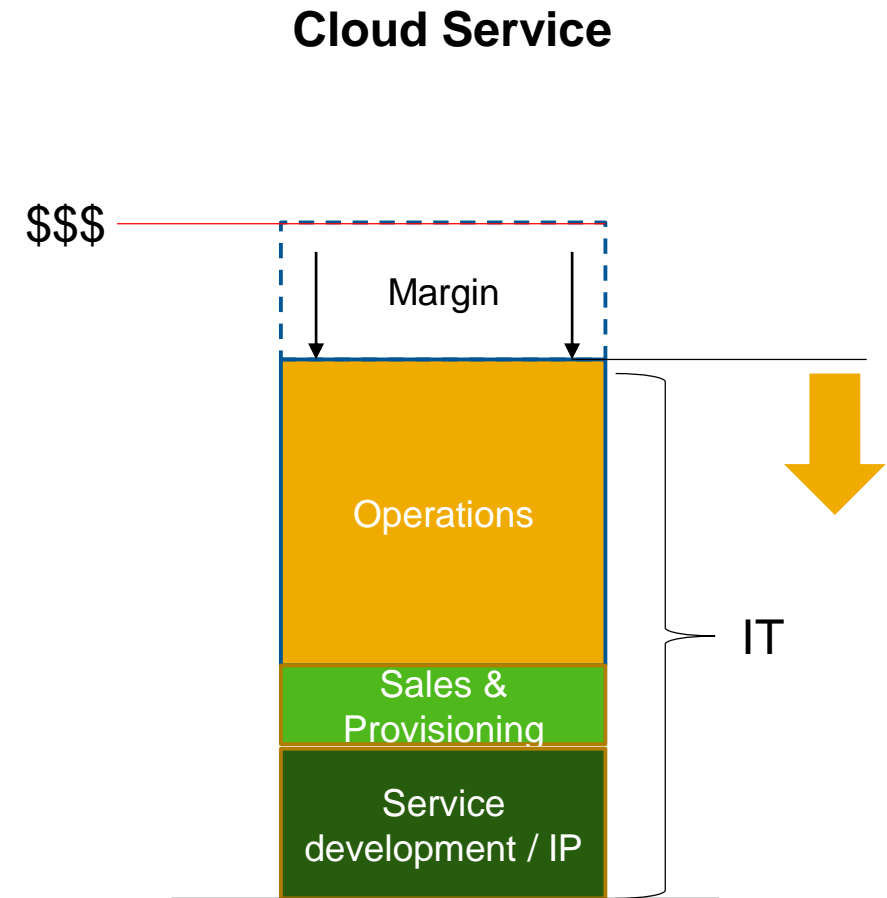 Cloud Service
$$$
Margin
Operations
IT
Sales &
Provisioning
Service
development / IP